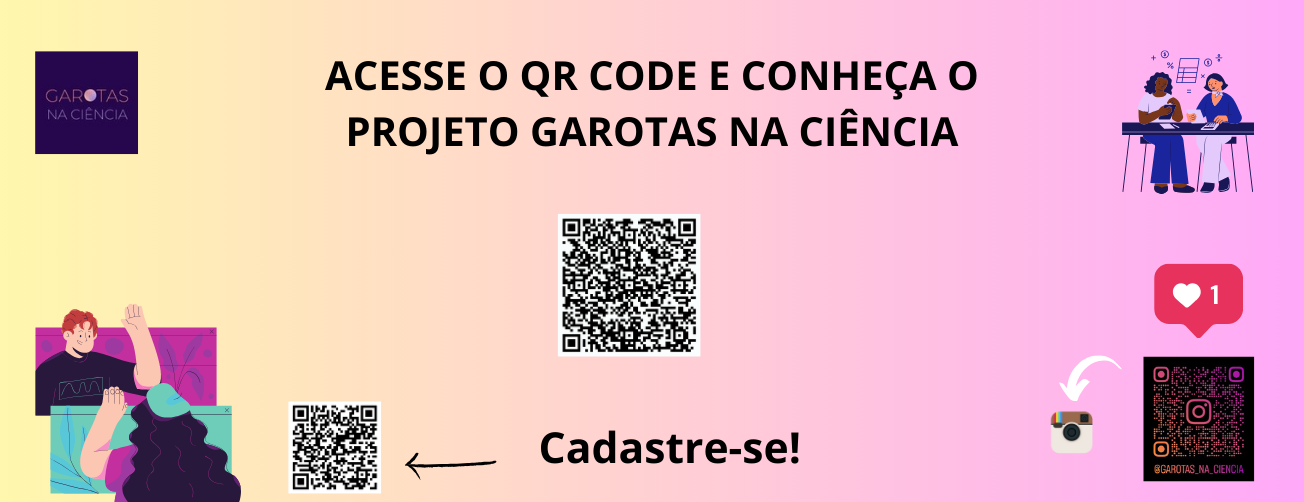 GAROTAS
NA CIÊNCIA
ACESSE O QR CODE E CONHEÇA O
PROJETO GAROTAS NA CIÊNCIA
1
Cadastre-se!
@GAROTAS_NA_CIENCIA